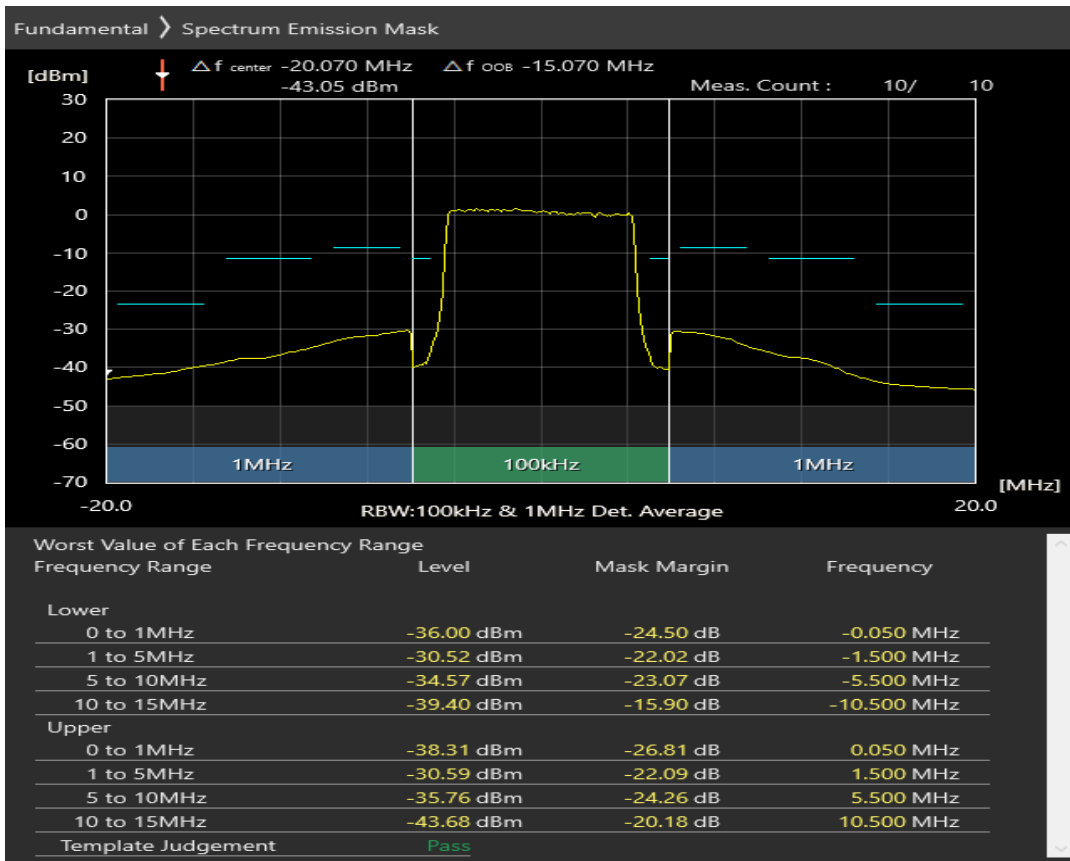 Fundamental ❯ Spectrum Emission Mask
[dBm] △f center -20.070 MHz △f OOB -15.070 MHz
-43.05 dBm Meas. Count : 10/ 10
30
20
10
0
-10
-20
-30
-40
-50
-60
1MHz 100kHz 1MHz
-70
[MHz]
-20.0 RBW:100kHz & 1MHz Det. Average 20.0
Worst Value of Each Frequency Range
Frequency Range Level Mask Margin Frequency
Lower
0 to 1MHz -36.00 dBm -24.50 dB -0.050 MHz
1 to 5MHz -30.52 dBm -22.02 dB -1.500 MHz
5 to 10MHz -34.57 dBm -23.07 dB -5.500 MHz
10 to 15MHz -39.40 dBm -15.90 dB -10.500 MHz
Upper
0 to 1MHz -38.31 dBm -26.81 dB 0.050 MHz
1 to 5MHz -30.59 dBm -22.09 dB 1.500 MHz
5 to 10MHz -35.76 dBm -24.26 dB 5.500 MHz
10 to 15MHz -43.68 dBm -20.18 dB 10.500 MHz
Template Judgement Pass